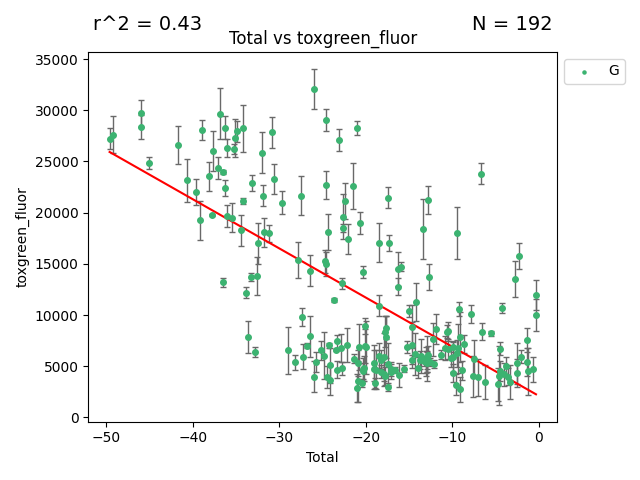 r^2 = 0.43
N = 192
Total vs toxgreen_fluor
G
35000
30000
25000
20000
15000
10000
5000
0
toxgreen_fluor
−50
−40
−30
−20
−10
0
Total